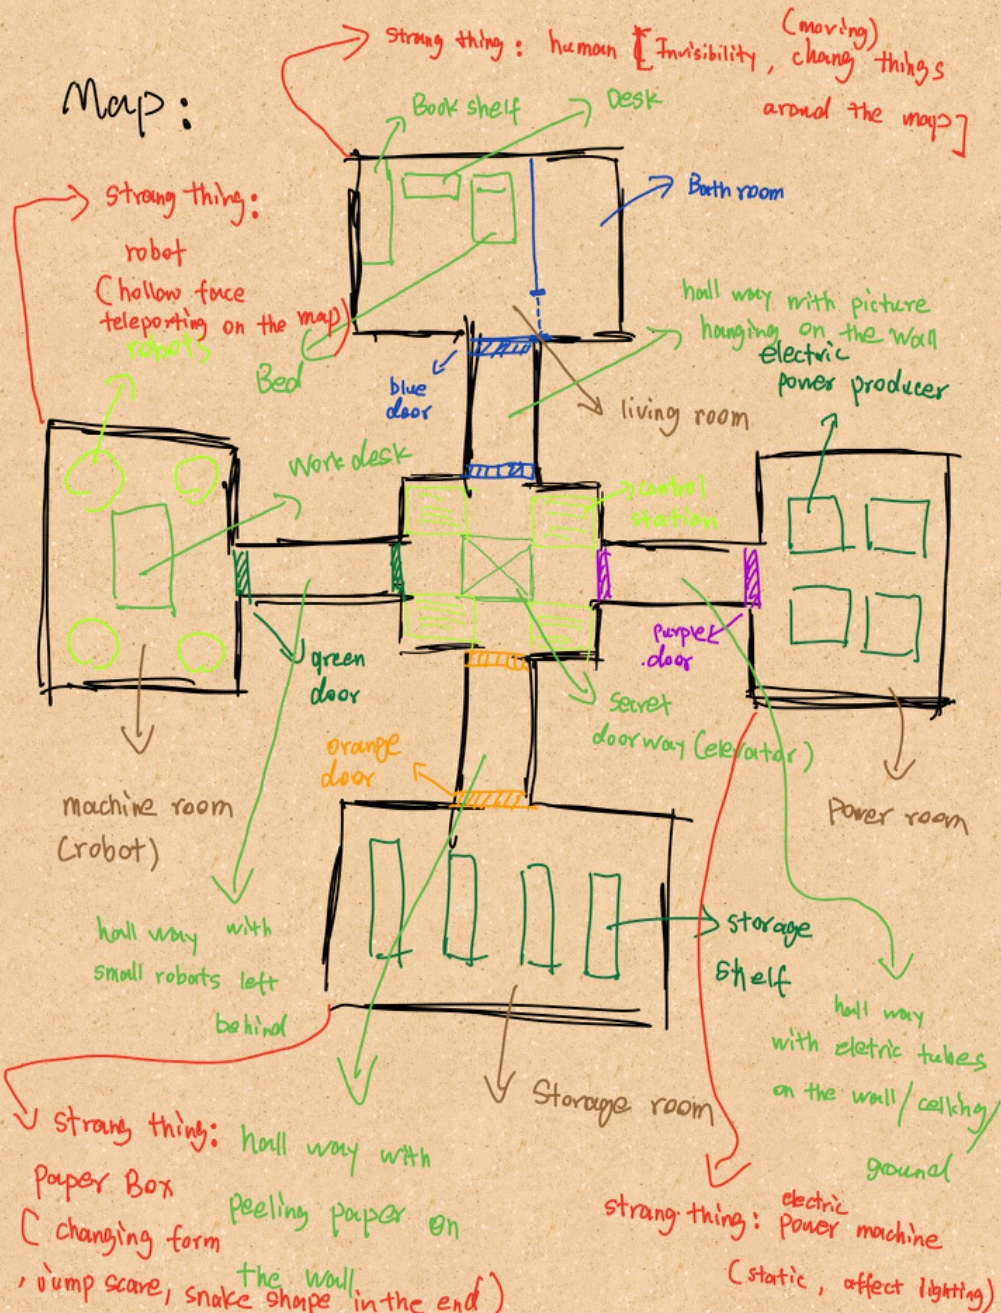 Map:
strang thing: human [Invisibility, (moving) chang things
around the map]
Book shelf
Desk
Bath room
strang thing:
robot
(hollow face
teleporting on the map)
robots
Bed
blue
door
hall way with picture
hanging on the wall
living room
electric
power producer
work desk
control
station
green
door
purple
door
secret
doorway (elevator)
orange
door
machine room
(robot)
power room
hall way with
small robots left
behind
storage
shelf
hall way
with eletric tubes
on the wall/ceiking/
ground
Storage room
strang thing:
paper Box
( changing form
, jump scare, snake shape in the end)
hall way with
peeling paper on
the wall
strang thing: electric
power machine
(static, affect lighting)